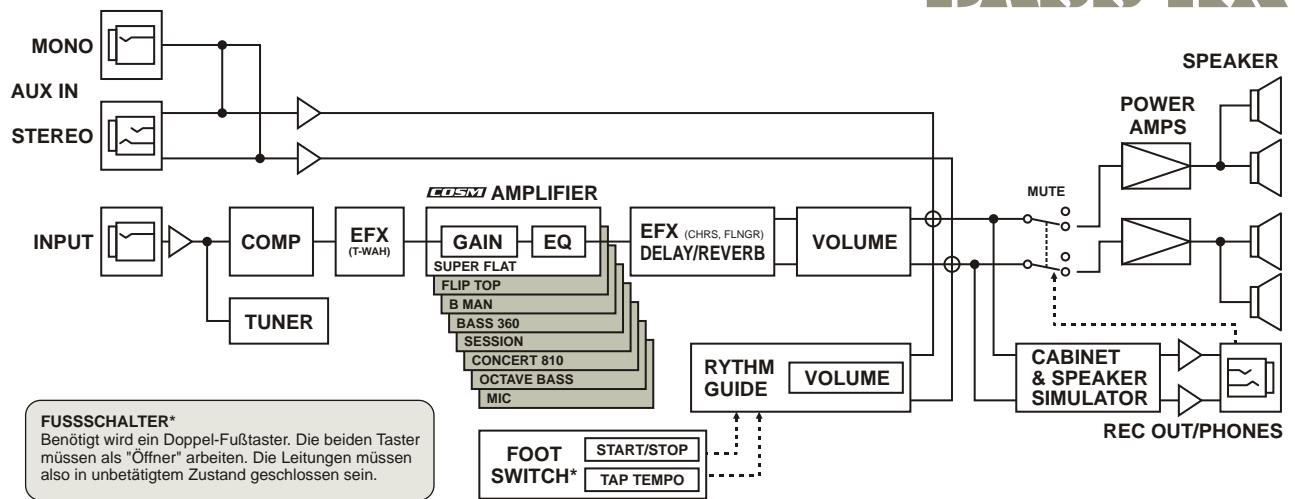 MONO
AUX IN
STEREO
INPUT
COMP
TUNER
EFX
(T-WAH)
COSM AMPLIFIER
GAIN
EQ
SUPER FLAT
FLIP TOP
B MAN
BASS 360
SESSION
CONCERT 810
OCTAVE BASS
MIC
EFX (CHRS, FLNGR)
DELAY/REVERB
VOLUME
MUTE
POWER
AMPS
SPEAKER
RYTHM
GUIDE
VOLUME
CABINET
& SPEAKER
SIMULATOR
REC OUT/PHONES
FOOT
SWITCH*
START/STOP
TAP TEMPO
FUSSSCHALTER*
Benötigt wird ein Doppel-Fußtaster. Die beiden Taster
müssen als "Öffner" arbeiten. Die Leitungen müssen
also in unbetätigtem Zustand geschlossen sein.